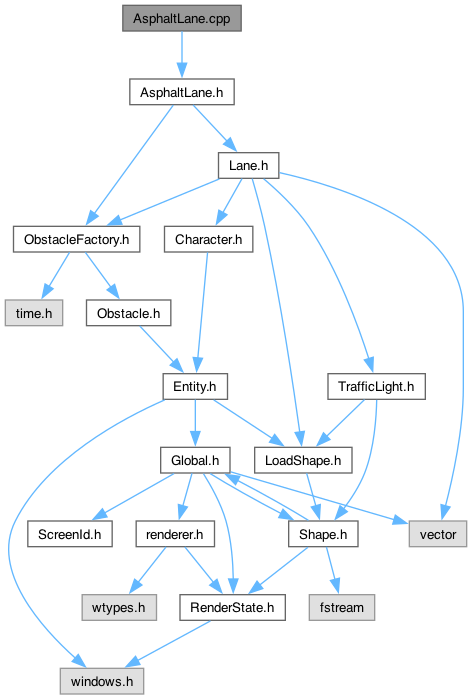 AsphaltLane.cpp
AsphaltLane.h
Lane.h
ObstacleFactory.h
Character.h
time.h
Obstacle.h
Entity.h
TrafficLight.h
Global.h
LoadShape.h
ScreenId.h
renderer.h
Shape.h
vector
wtypes.h
RenderState.h
fstream
windows.h